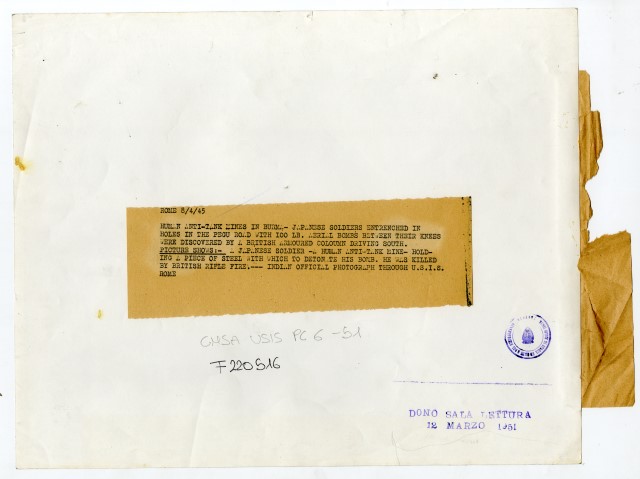 ROME 8/4/45
HUMAN ANTI-TANK MINES IN BURMA- JAPANESE SOLDIERS ENTRENCHED IN
HOLES IN THE PEGU ROAD WITH 100 LB. AERIAL BOMBS BETWEEN THEIR KNEES
WERE DISCOVERED BY A BRITISH ARMOURED COLOUMN DRIVING SOUTH.
PICTURE SHOWS:- A JAPANESE SOLDIER -A HUMAN ANTI-TANK MINE- HOLD-
ING A PIECE OF STEEL WITH WHICH TO DETONATE HIS BOMB. HE WAS KILLED
BY BRITISH RIFLE FIRE.--- INDIAN OFFICIAL PHOTOGRAPH THROUGH U.S.I.S.
ROME
CMSA USIS PC 6 -51
F220516
DONO SALA LETTURA
12 MARZO 1951